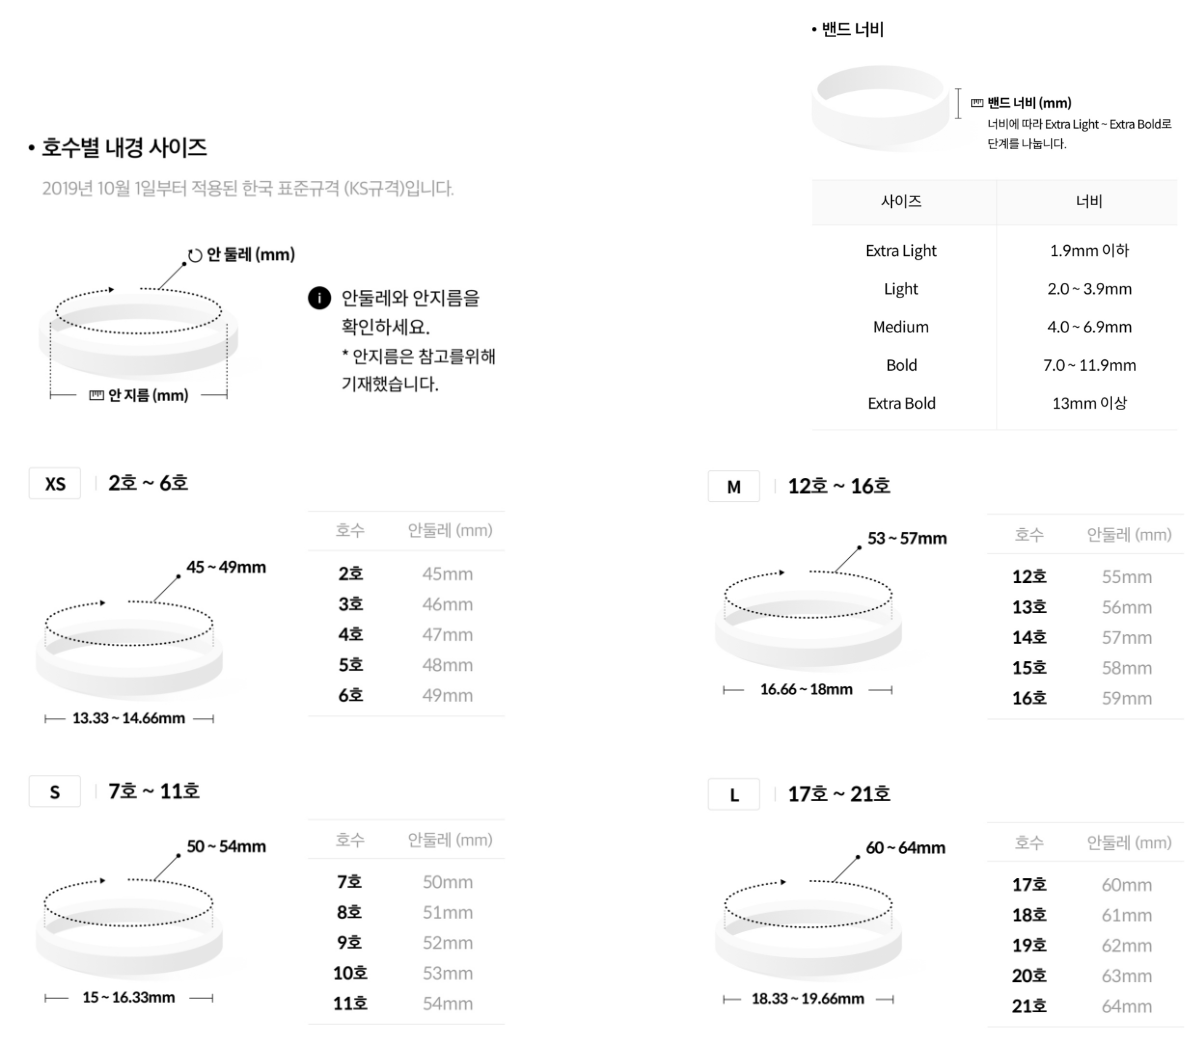 • 밴드 너비
밴드 너비 (mm)
너비에 따라 Extra Light ~ Extra Bold로
단계를 나눕니다.
사이즈 너비
Extra Light 1.9mm 이하
Light 2.0 ~ 3.9mm
Medium 4.0 ~ 6.9mm
Bold 7.0 ~ 11.9mm
Extra Bold 13mm 이상
• 호수별 내경 사이즈
2019년 10월 1일부터 적용된 한국 표준규격 (KS규격)입니다.
안 둘레 (mm)
안 지름 (mm)
i 안둘레와 안지름을
확인하세요.
* 안지름은 참고를위해
기재했습니다.
XS 2호 ~ 6호
45 ~ 49mm
13.33 ~ 14.66mm
호수 안둘레 (mm)
2호 45mm
3호 46mm
4호 47mm
5호 48mm
6호 49mm
S 7호 ~ 11호
50 ~ 54mm
15 ~ 16.33mm
호수 안둘레 (mm)
7호 50mm
8호 51mm
9호 52mm
10호 53mm
11호 54mm
M 12호 ~ 16호
53 ~ 57mm
16.66 ~ 18mm
호수 안둘레 (mm)
12호 55mm
13호 56mm
14호 57mm
15호 58mm
16호 59mm
L 17호 ~ 21호
60 ~ 64mm
18.33 ~ 19.66mm
호수 안둘레 (mm)
17호 60mm
18호 61mm
19호 62mm
20호 63mm
21호 64mm